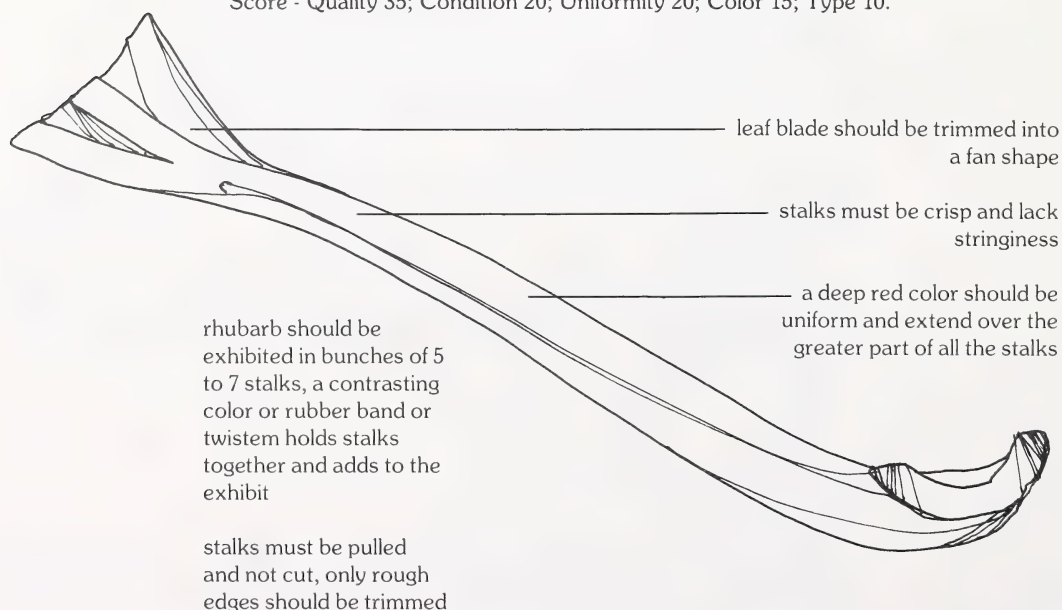 Score - Quality 35; Condition 20; Uniformity 20; Color 15; Type 10.
leaf blade should be trimmed into
a fan shape
stalks must be crisp and lack
stringiness
a deep red color should be
uniform and extend over the
greater part of all the stalks
rhubarb should be
exhibited in bunches of 5
to 7 stalks, a contrasting
color or rubber band or
twistem holds stalks
together and adds to the
exhibit
stalks must be pulled
and not cut, only rough
edges should be trimmed